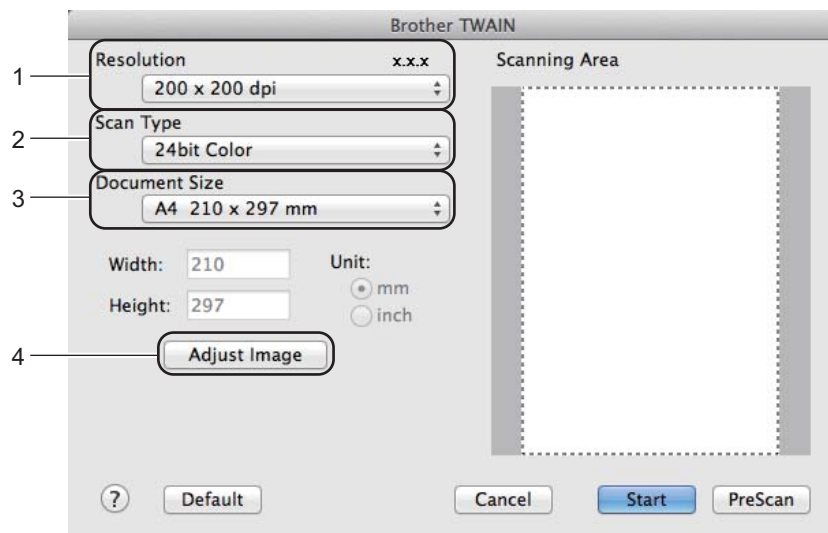 Brother TWAIN
1
Resolution x.x.x
200 x 200 dpi
2
Scan Type
24bit Color
3
Document Size
A4 210 x 297 mm
Width: 210
Height: 297
Unit:
mm
inch
4
Adjust Image
Scanning Area
? Default Cancel Start PreScan